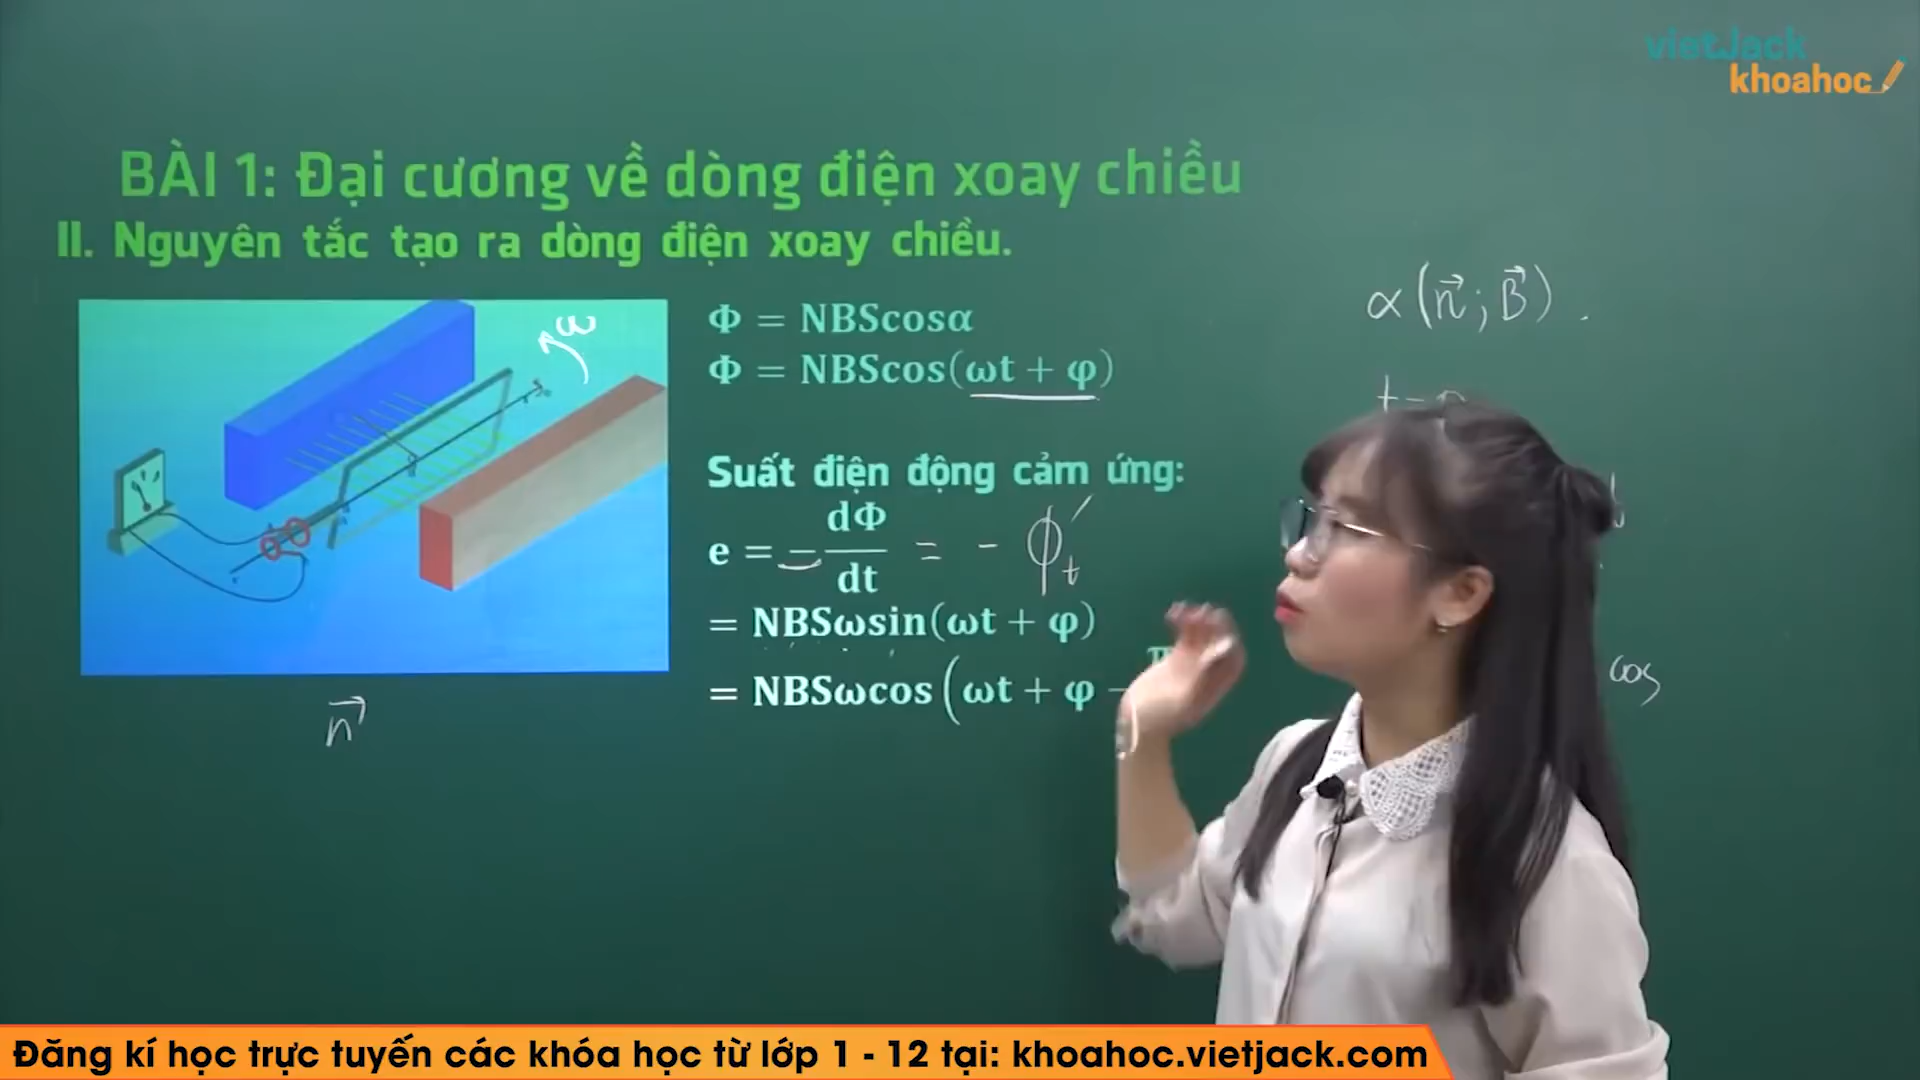 vietJack
khoahoc
BÀI 1: Đại cương về dòng điện xoay chiều
II. Nguyên tắc tạo ra dòng điện xoay chiều.
ω
Φ = NBScosα
Φ = NBScos(ωt + φ)
α (n⃗; B⃗).
Suất điện động cảm ứng:
e = − dΦ/dt = − ϕ′t
= NBSωsin(ωt + φ)
= NBSωcos(ωt + φ −
cos
n⃗
Đăng kí học trực tuyến các khóa học từ lớp 1 - 12 tại: khoahoc.vietjack.com